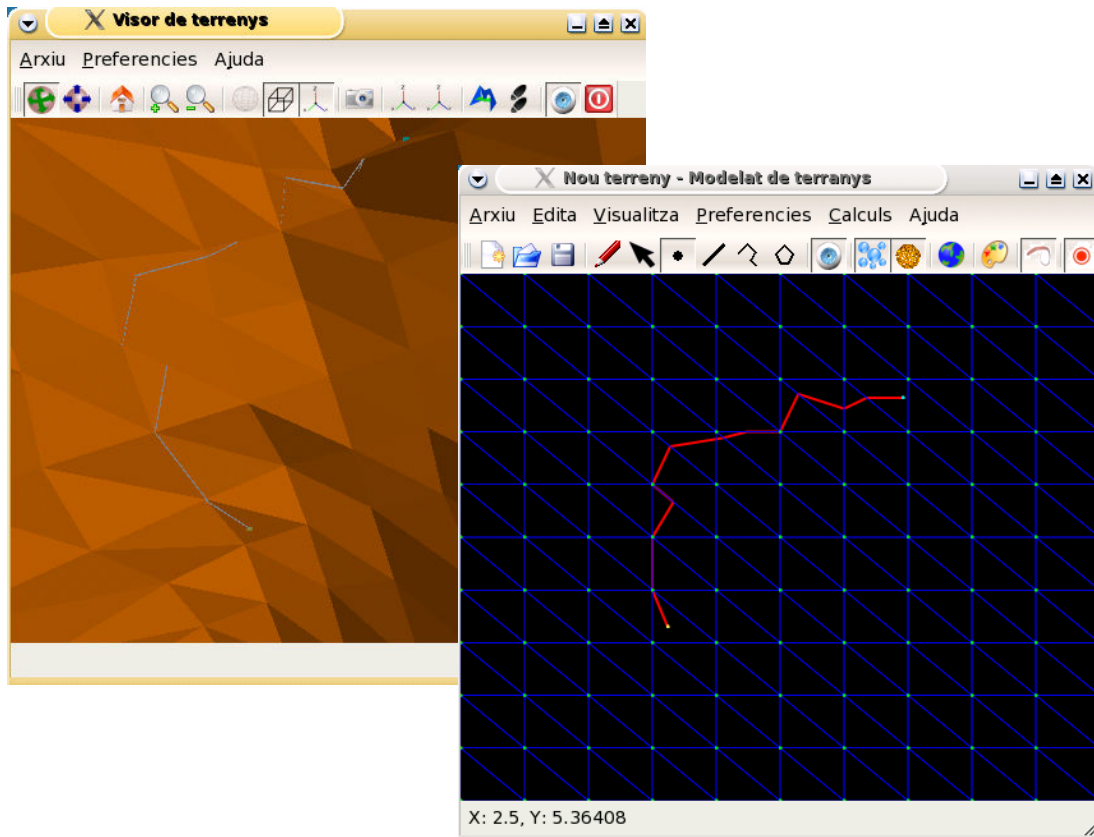 Visor de terrenys
Arxiu Preferencies Ajuda
Nou terreny - Modelat de terranys
Arxiu Edita Visualitza Preferencies Calculs Ajuda
X: 2.5, Y: 5.36408